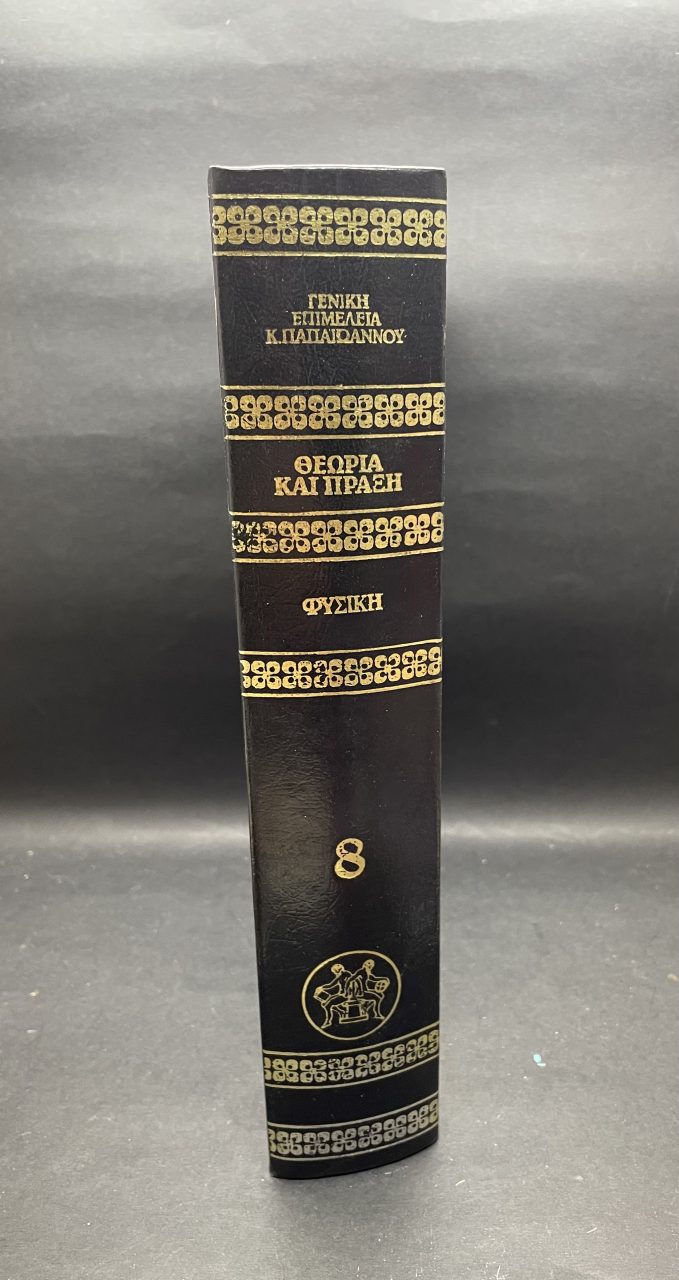 ΓΕΝΙΚΗ
ΕΠΙΜΕΛΕΙΑ
Κ.ΠΑΠΑΪΩΑΝΝΟΥ
ΘΕΩΡΙΑ
ΚΑΙ ΠΡΑΞΗ
ΦΥΣΙΚΗ
8